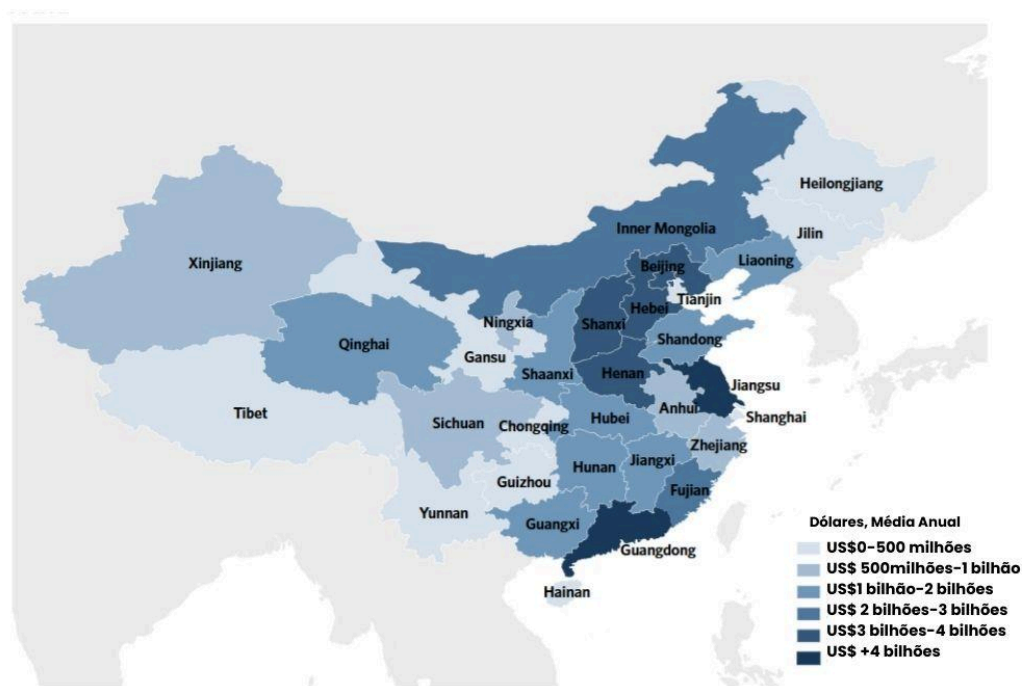 Heilongjiang
Jilin
Inner Mongolia
Liaoning
Xinjiang
Beijing
Tianjin
Hebei
Ningxia
Shanxi
Shandong
Qinghai
Gansu
Shaanxi
Henan
Jiangsu
Tibet
Sichuan
Chongqing
Hubei
Anhui
Shanghai
Zhejiang
Hunan
Jiangxi
Guizhou
Fujian
Yunnan
Guangxi
Guangdong
Hainan
Dólares, Média Anual
US$0-500 milhões
US$ 500milhões-1 bilhão
US$1 bilhão-2 bilhões
US$ 2 bilhões-3 bilhões
US$3 bilhões-4 bilhões
US$ +4 bilhões